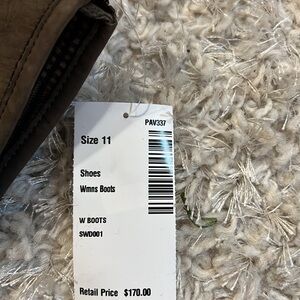 PAV337
Size 11
Shoes
Wmns Boots
W BOOTS
SWD001
Retail Price $170.00